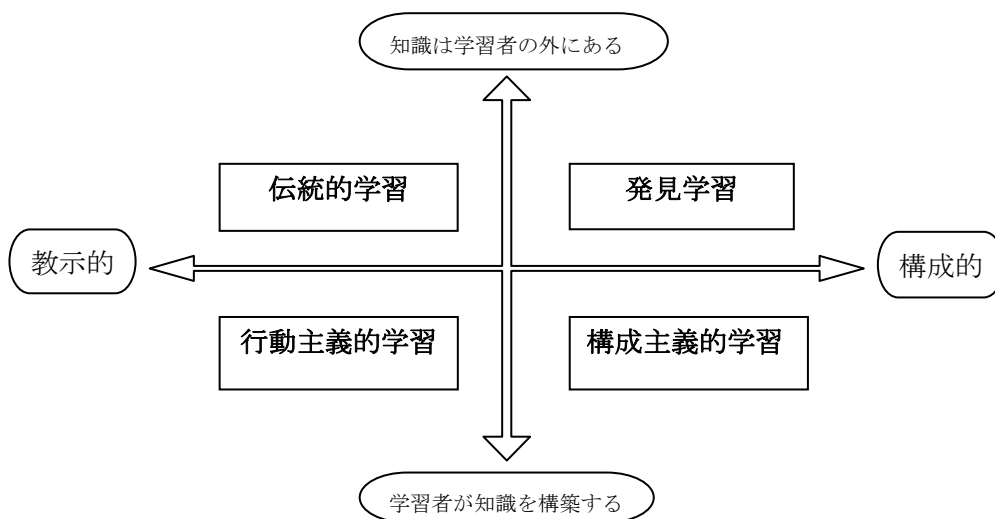 知識は学習者の外にある
伝統的学習
発見学習
教示的
構成的
行動主義的学習
構成主義的学習
学習者が知識を構築する